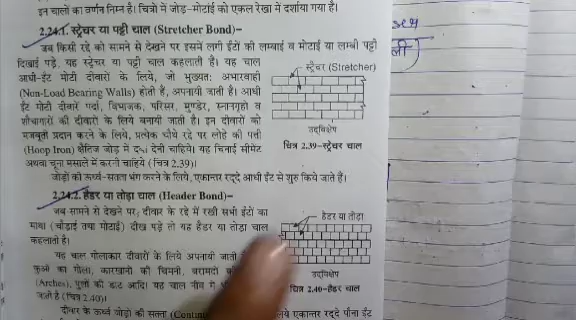 इन चालों का वर्णन निम्न है। चित्रों में जोड़-मोटाई को एकल रेखा में दर्शाया गया है।
2.24.1. स्ट्रेचर या पट्टी चाल (Stretcher Bond)–
जब किसी रद्दे को सामने से देखने पर इसमें लगी ईंटों की लम्बाई व मोटाई या लम्बी पट्टी
दिखाई पड़े, यह स्ट्रेचर या पट्टी चाल कहलाती है। यह चाल
आधी-ईंट मोटी दीवारों के लिये, जो मुख्यतः अभारवाही
(Non-Load Bearing Walls) होती हैं, अपनायी जाती है। आधी
ईंट मोटी दीवारें पर्दा, विभाजक, परिसर, मुण्डेर, स्नानगृहों व
शौचागारों की दीवारों के लिये बनायी जाती है। इन दीवारों को
मजबूती प्रदान करने के लिये, प्रत्येक चौथे रद्दे पर लोहे की पत्ती
(Hoop Iron) क्षैतिज जोड़ में दबा देनी चाहिये। यह चिनाई सीमेंट
अथवा चूना मसाले में करनी चाहिये (चित्र 2.39)।
जोड़ों की ऊर्ध्व-सतता भंग करने के लिये, एकान्तर रद्दे आधी ईंट से शुरु किये जाते हैं।
स्ट्रेचर (Stretcher)
उद्विक्षेप
चित्र 2.39–स्ट्रेचर चाल
2.24.2. हैडर या तोड़ा चाल (Header Bond)–
जब सामने से देखने पर, दीवार के रद्दे में रखी सभी ईंटों का
माथा (चौड़ाई तथा मोटाई) दीख पड़े तो यह हैडर या तोड़ा चाल
कहलाती है।
यह चाल गोलाकार दीवारों के लिये अपनायी जाती
कुओं का गोला, कारखानों की चिमनी, बरामदों
(Arches), पुलों की डाट आदि। यह चाल नींव में
जाते है (चित्र 2.40)।
दीवार के ऊर्ध्व जोड़ों की सतता
लिये एकान्तर रद्दे पौना ईंट
हैडर या तोड़ा
उद्विक्षेप
चित्र 2.40–हैडर चाल